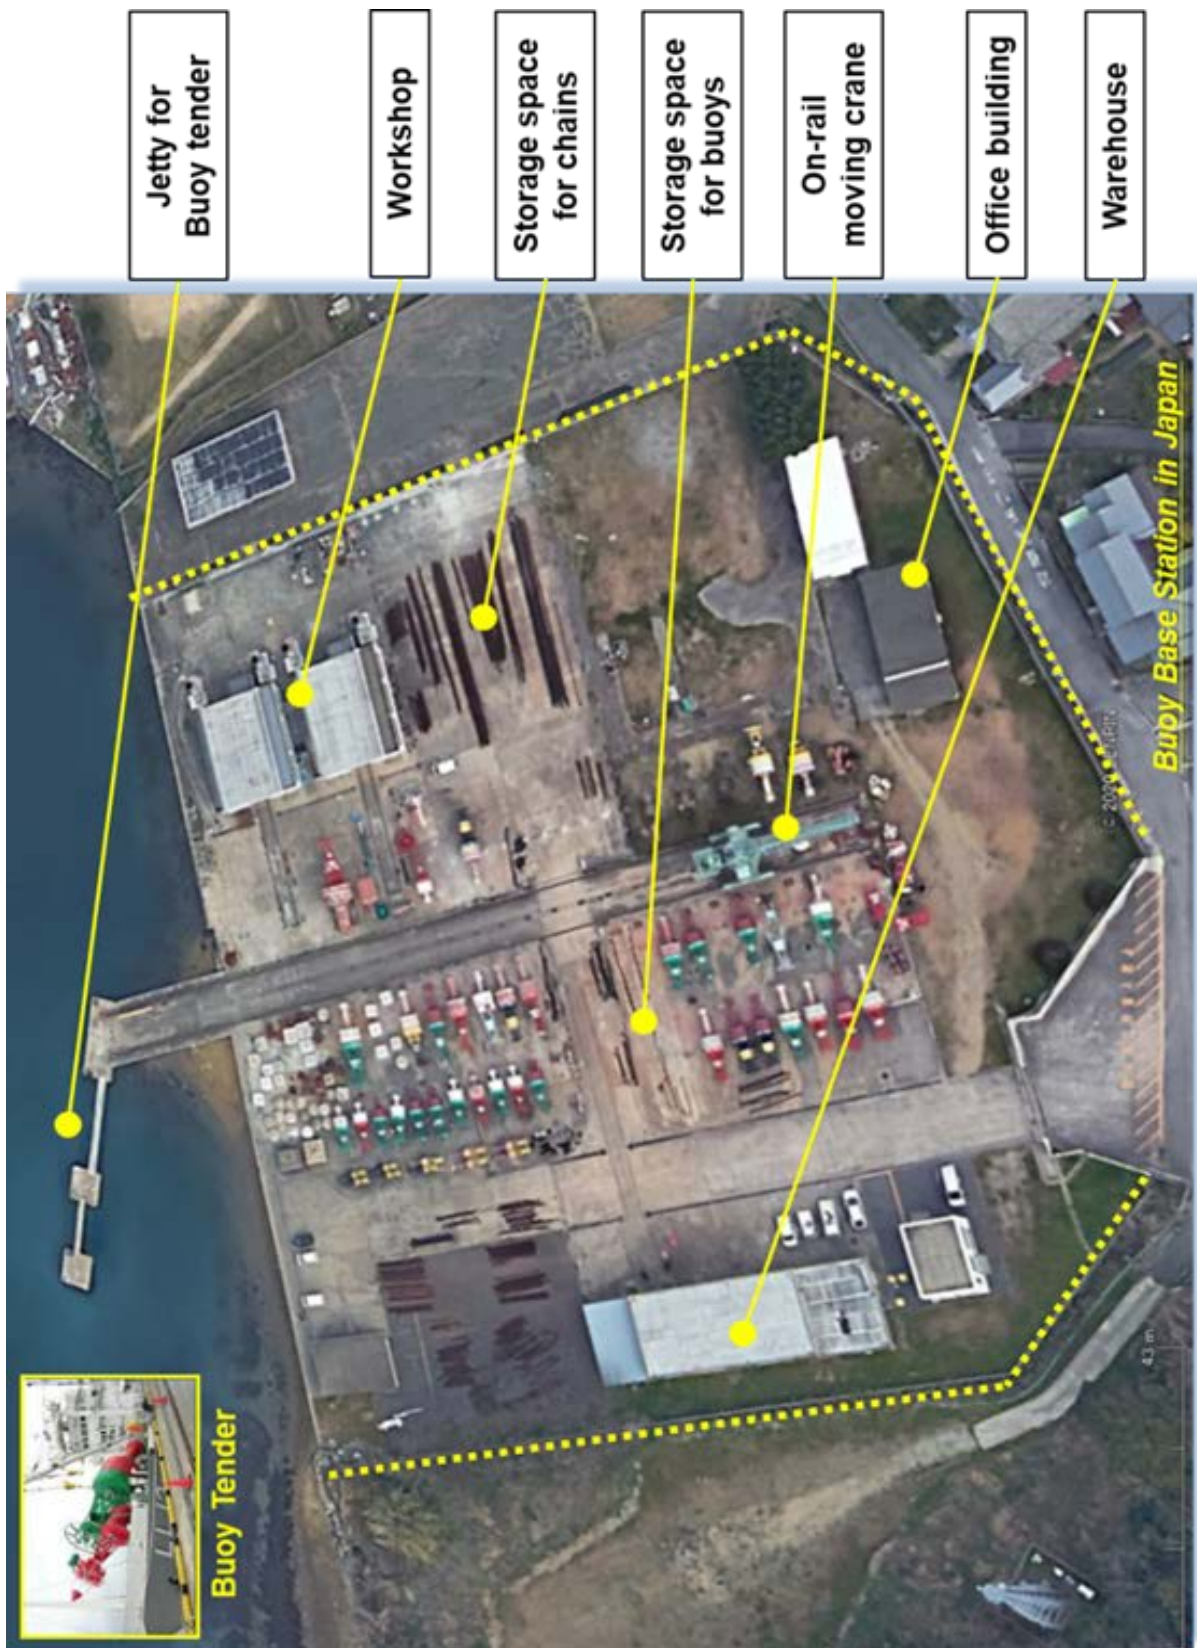 Jetty for
Buoy tender
Workshop
Storage space
for chains
Storage space
for buoys
On-rail
moving crane
Office building
Warehouse
Buoy Tender
Buoy Base Station in Japan
43 m